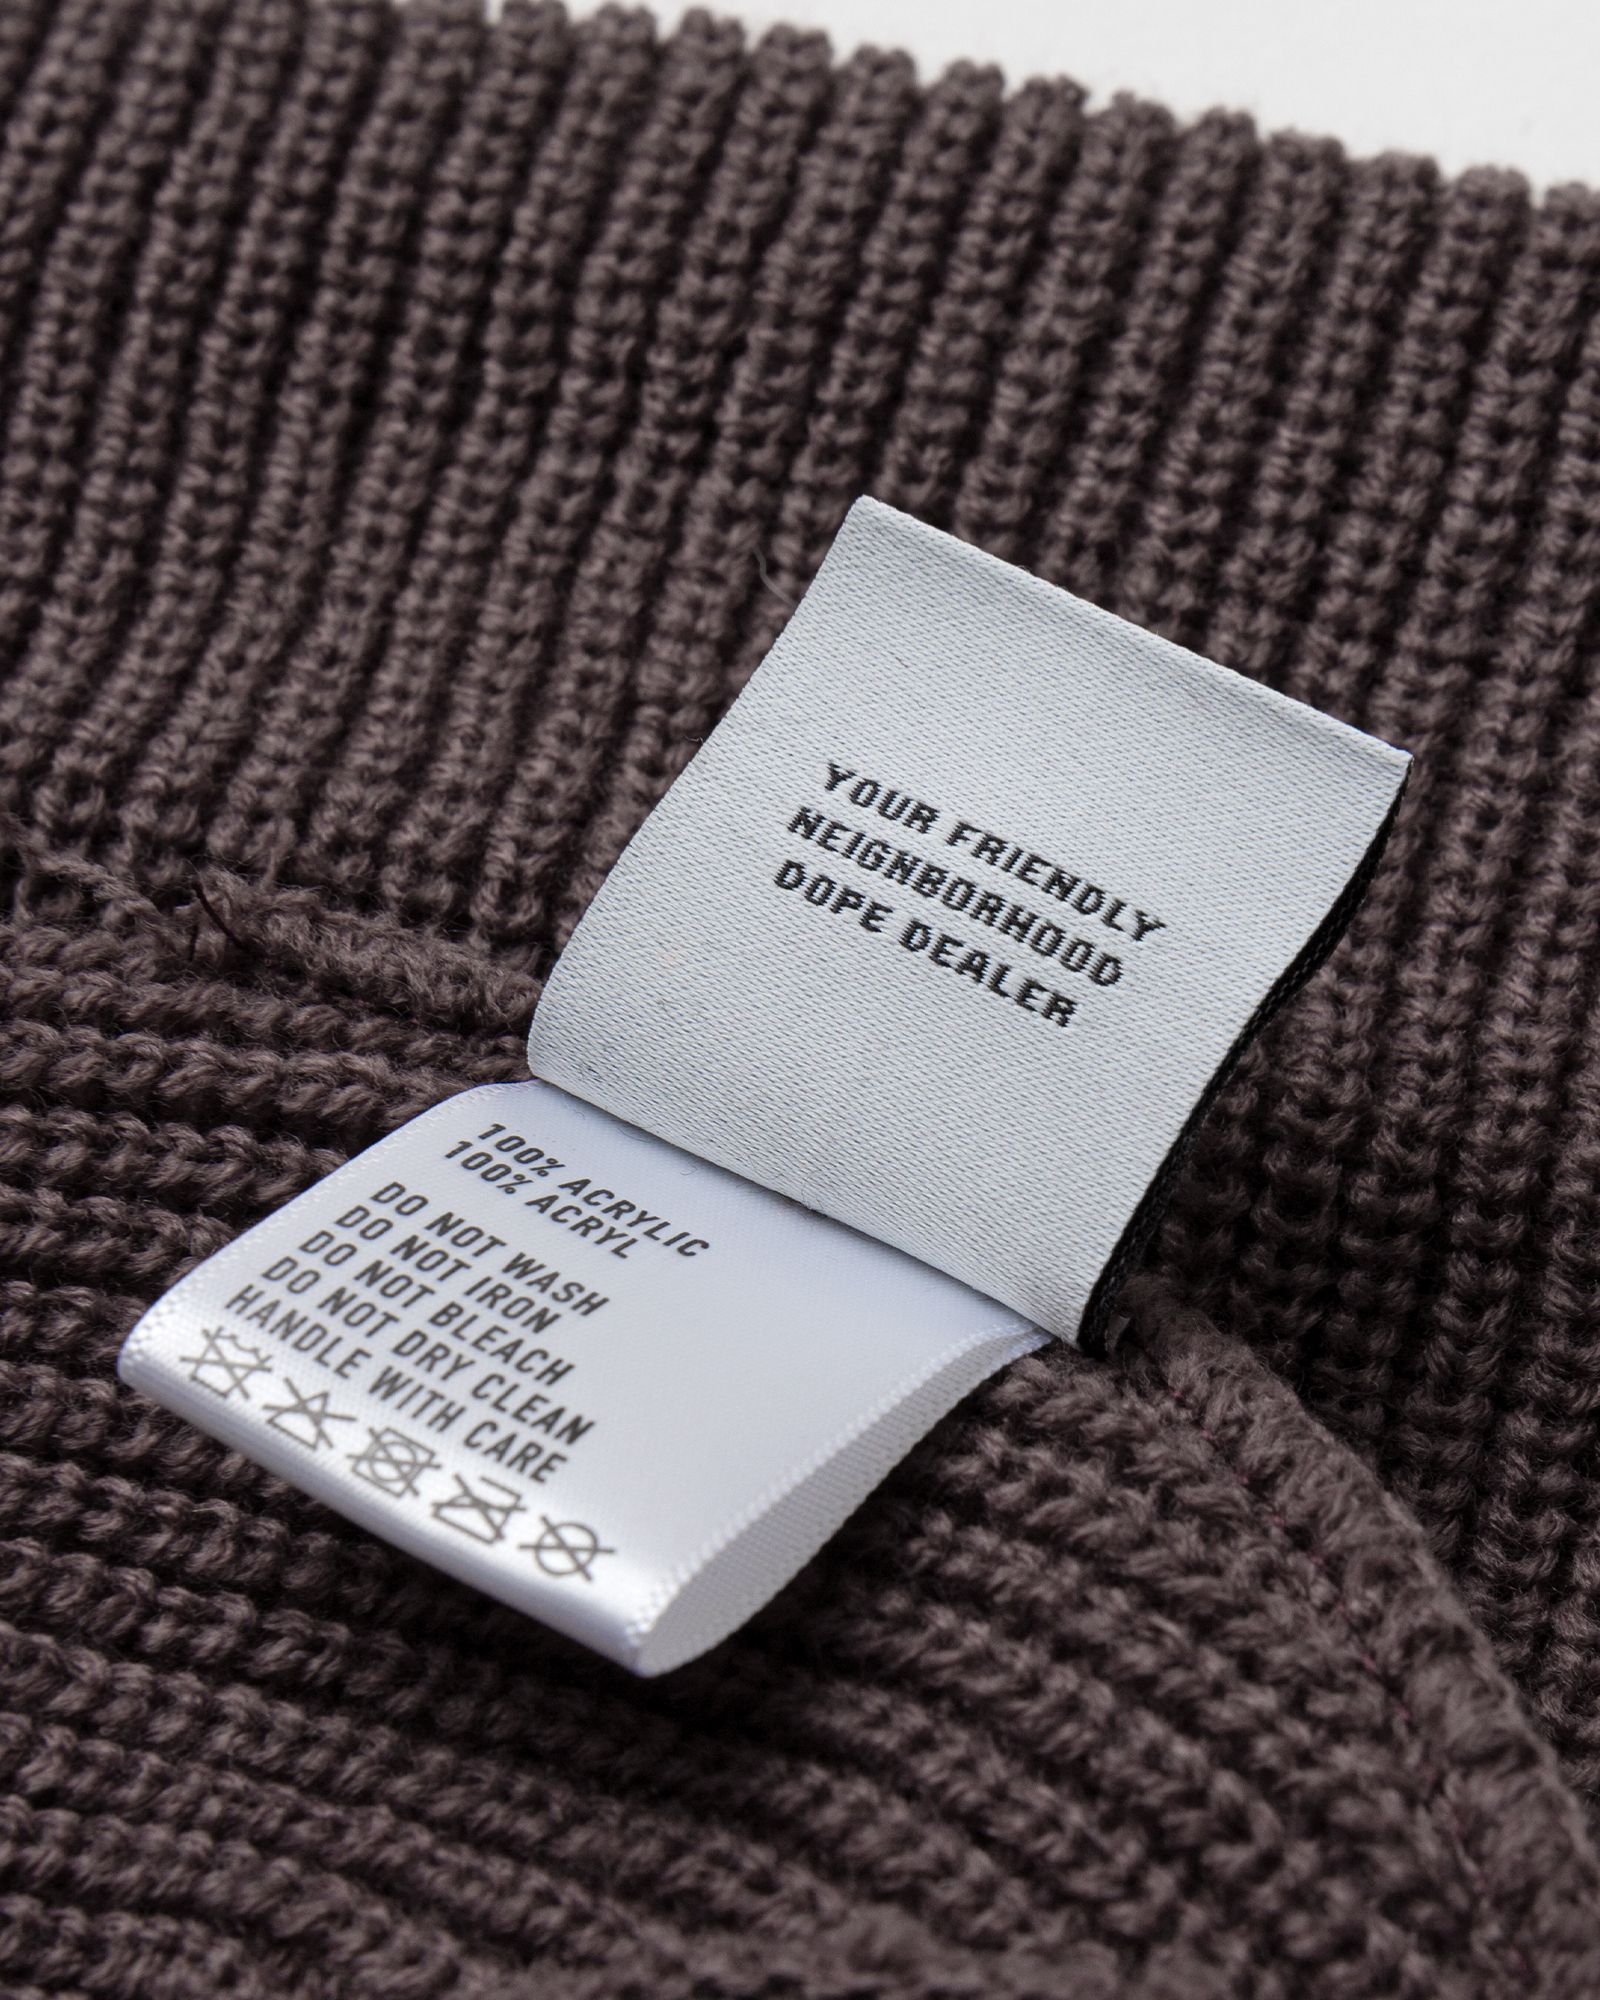 YOUR FRIENDLY
NEIGNBORHOOD
DOPE DEALER
100% ACRYLIC
100% ACRYL
DO NOT WASH
DO NOT IRON
DO NOT BLEACH
DO NOT DRY CLEAN
HANDLE WITH CARE